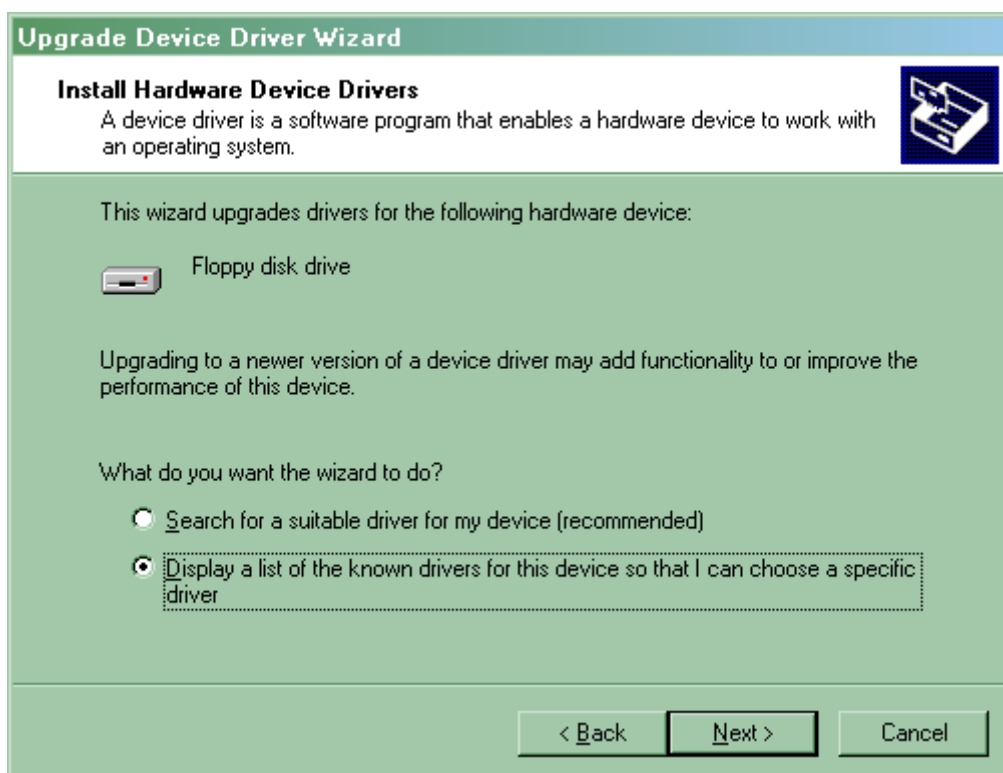 Upgrade Device Driver Wizard
Install Hardware Device Drivers
A device driver is a software program that enables a hardware device to work with
an operating system.
This wizard upgrades drivers for the following hardware device:
Floppy disk drive
Upgrading to a newer version of a device driver may add functionality to or improve the
performance of this device.
What do you want the wizard to do?
Search for a suitable driver for my device (recommended)
Display a list of the known drivers for this device so that I can choose a specific
driver
< Back
Next >
Cancel